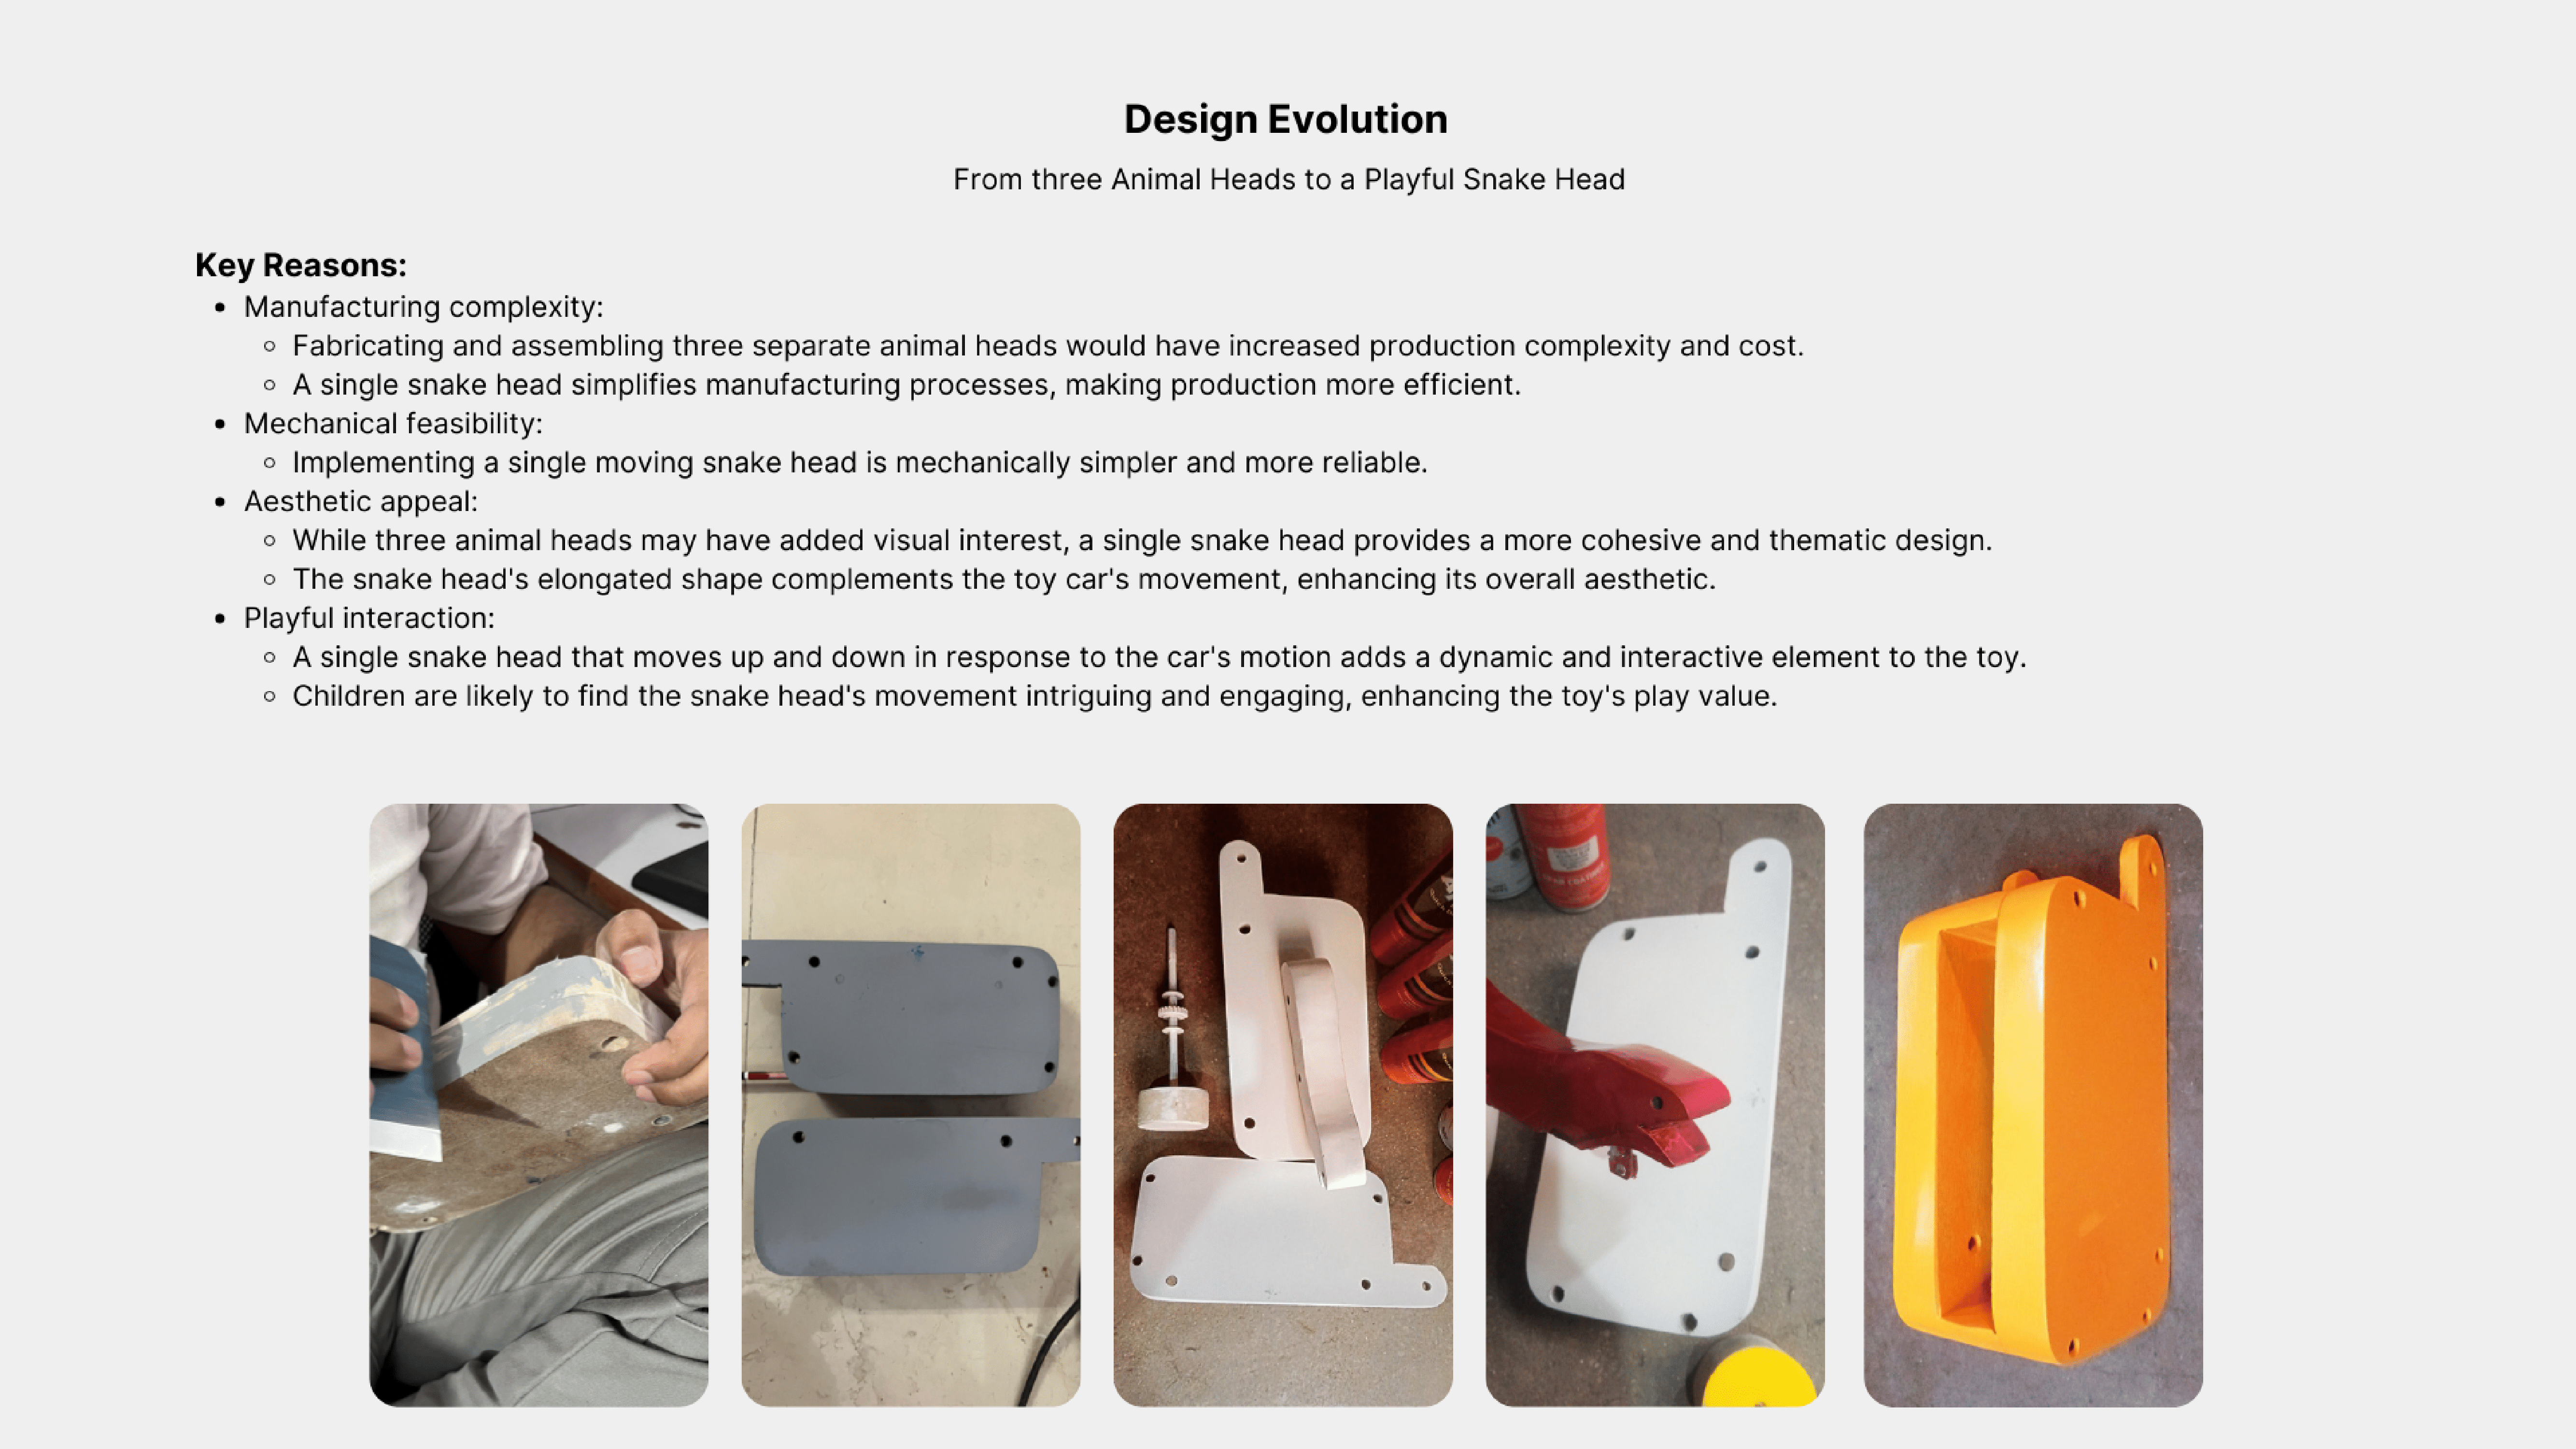 Design Evolution
From three Animal Heads to a Playful Snake Head
Key Reasons:
• Manufacturing complexity:
◦ Fabricating and assembling three separate animal heads would have increased production complexity and cost.
◦ A single snake head simplifies manufacturing processes, making production more efficient.
• Mechanical feasibility:
◦ Implementing a single moving snake head is mechanically simpler and more reliable.
• Aesthetic appeal:
◦ While three animal heads may have added visual interest, a single snake head provides a more cohesive and thematic design.
◦ The snake head's elongated shape complements the toy car's movement, enhancing its overall aesthetic.
• Playful interaction:
◦ A single snake head that moves up and down in response to the car's motion adds a dynamic and interactive element to the toy.
◦ Children are likely to find the snake head's movement intriguing and engaging, enhancing the toy's play value.